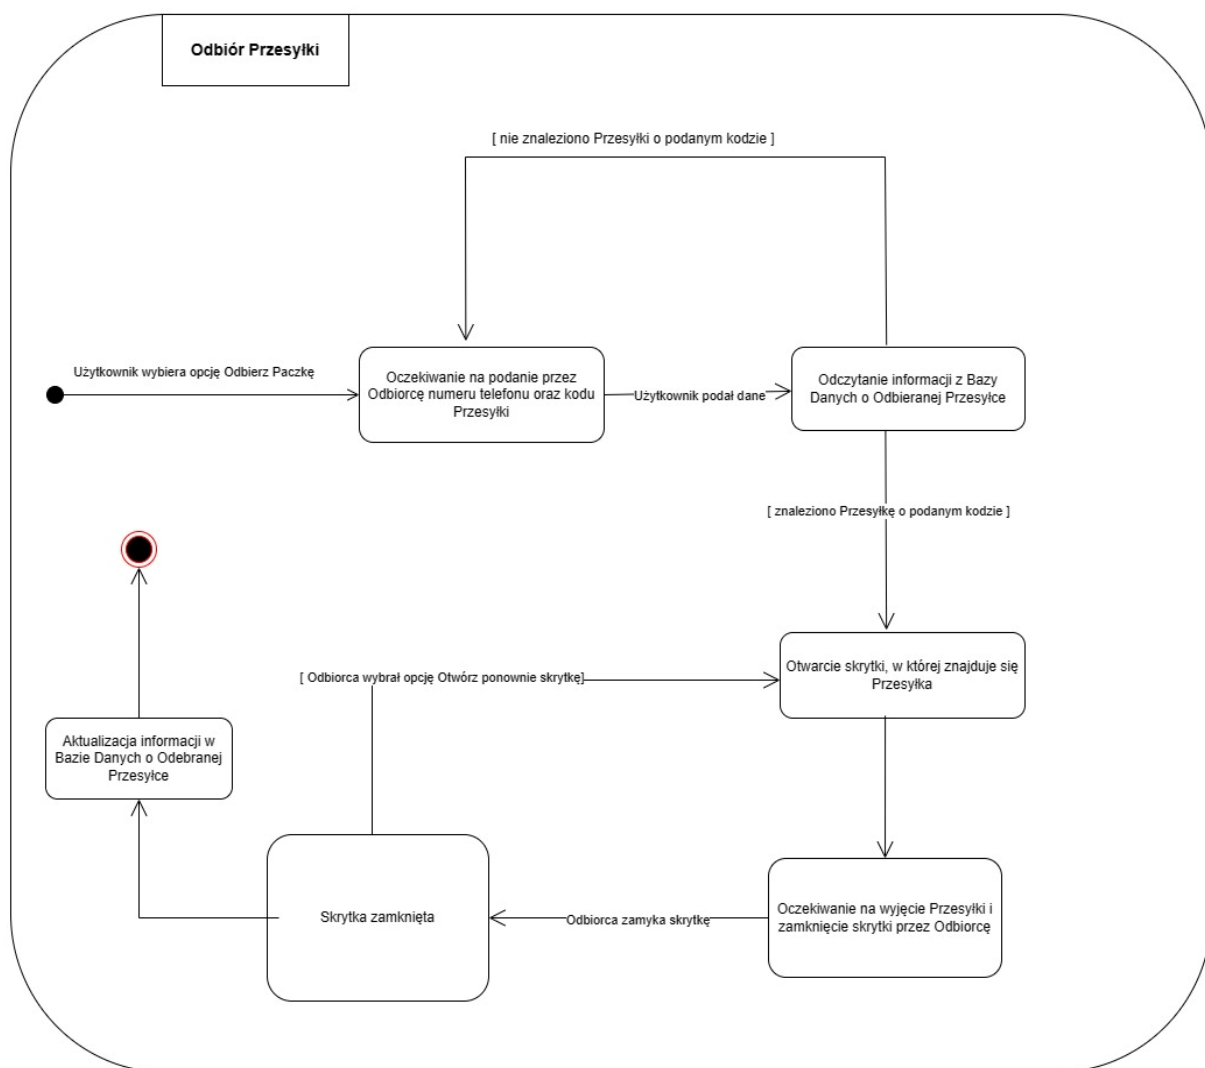 Odbiór Przesyłki
[ nie znaleziono Przesyłki o podanym kodzie ]
Użytkownik wybiera opcję Odbierz Paczkę
Oczekiwanie na podanie przez
Odbiorcę numeru telefonu oraz kodu
Przesyłki
Użytkownik podał dane
Odczytanie informacji z Bazy
Danych o Odbieranej Przesyłce
[ znaleziono Przesyłkę o podanym kodzie ]
Otwarcie skrytki, w której znajduje się
Przesyłka
[ Odbiorca wybrał opcję Otwórz ponownie skrytkę]
Aktualizacja informacji w
Bazie Danych o Odebranej
Przesyłce
Skrytka zamknięta
Odbiorca zamyka skrytkę
Oczekiwanie na wyjęcie Przesyłki i
zamknięcie skrytki przez Odbiorcę